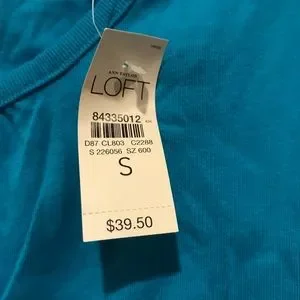 ANN TAYLOR
LOFT
84335012
D87 CL803 C2288
S 226056 SZ 600
S
$39.50